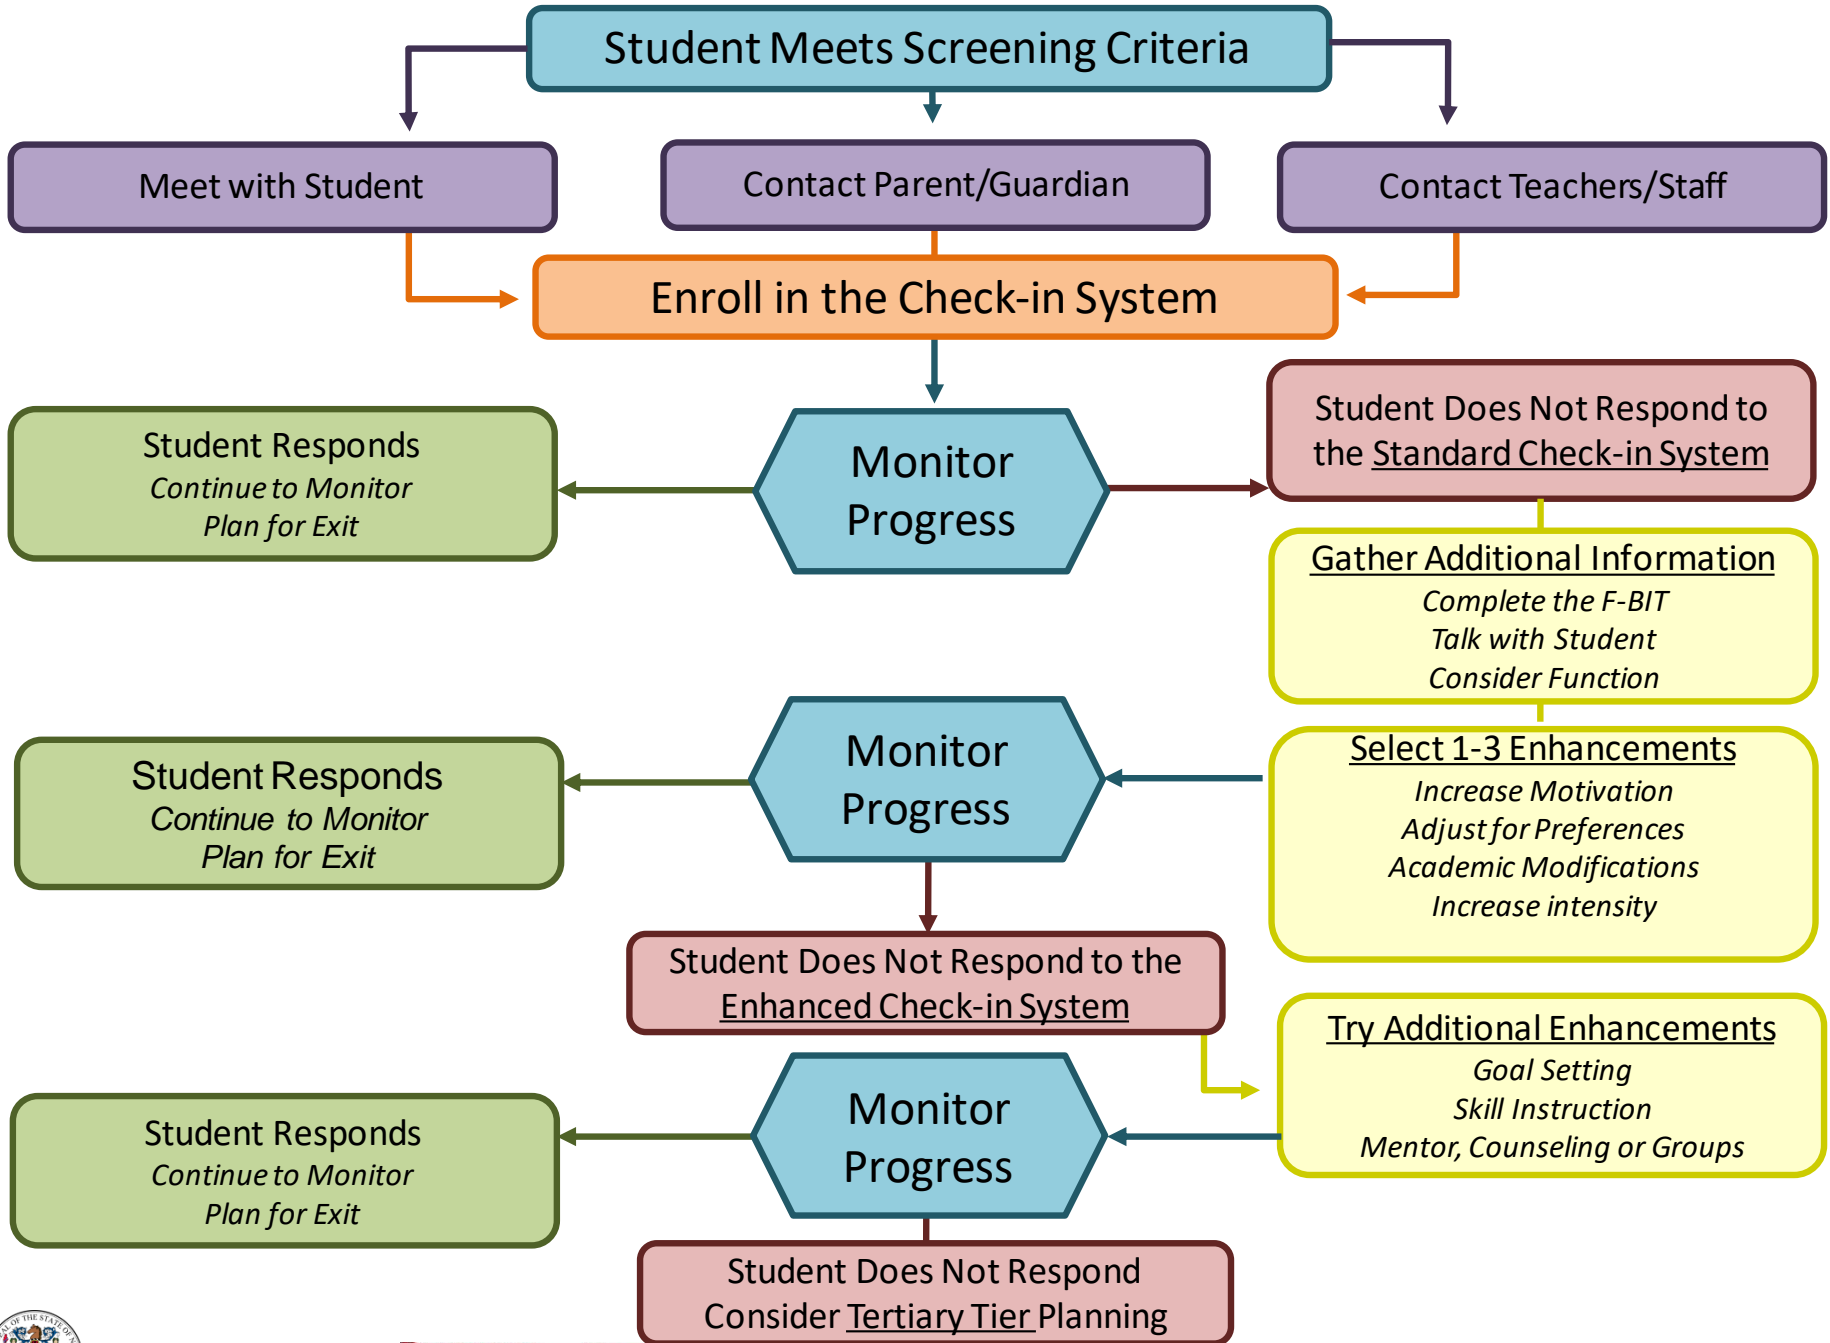 Student Meets Screening Criteria
Meet with Student
Contact Parent/Guardian
Contact Teachers/Staff
Enroll in the Check-in System
Student Responds
Continue to Monitor
Plan for Exit
Monitor
Progress
Student Does Not Respond to
the Standard Check-in System
Gather Additional Information
Complete the F-BIT
Talk with Student
Consider Function
Student Responds
Continue to Monitor
Plan for Exit
Monitor
Progress
Select 1-3 Enhancements
Increase Motivation
Adjust for Preferences
Academic Modifications
Increase intensity
Student Does Not Respond to the
Enhanced Check-in System
Try Additional Enhancements
Goal Setting
Skill Instruction
Mentor, Counseling or Groups
Monitor
Progress
Student Responds
Continue to Monitor
Plan for Exit
Student Does Not Respond
Consider Tertiary Tier Planning
OF THE STATE OF